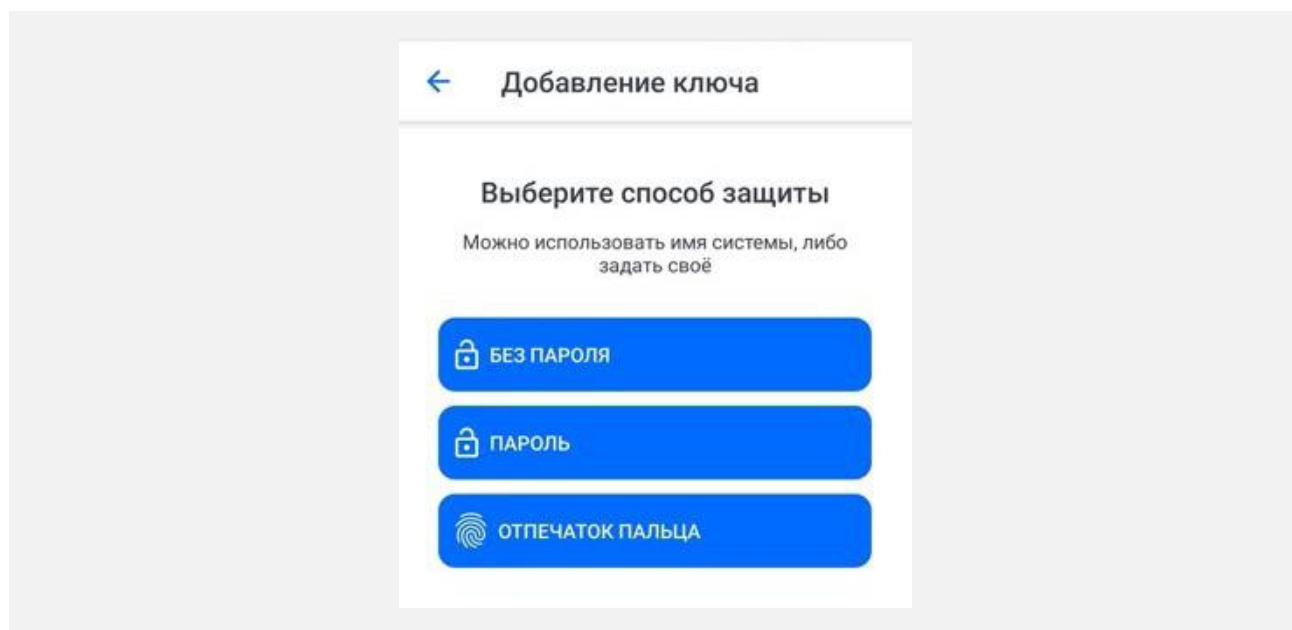 Добавление ключа
Выберите способ защиты
Можно использовать имя системы, либо
задать своё
БЕЗ ПАРОЛЯ
ПАРОЛЬ
ОТПЕЧАТОК ПАЛЬЦА